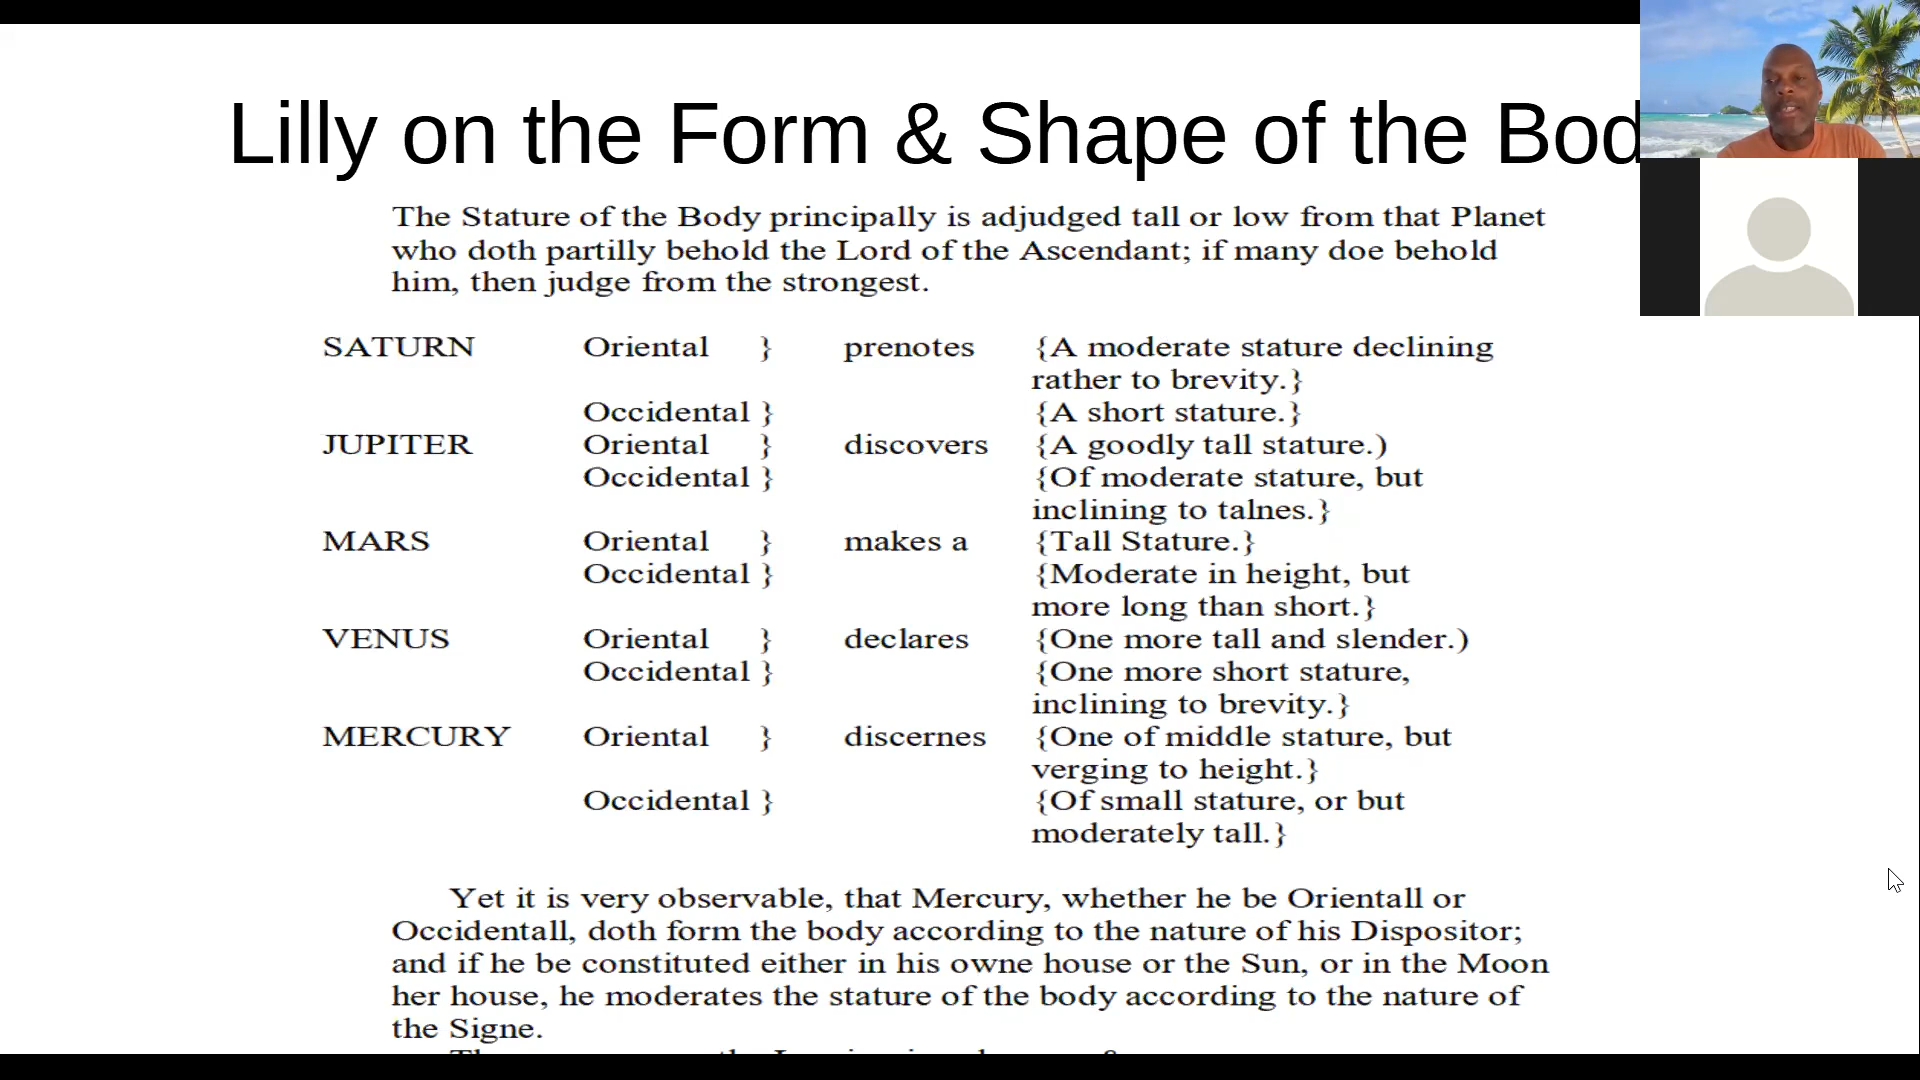 Lilly on the Form & Shape of the Bod
The Stature of the Body principally is adjudged tall or low from that Planet
who doth partilly behold the Lord of the Ascendant; if many doe behold
him, then judge from the strongest.
SATURN Oriental } prenotes {A moderate stature declining
rather to brevity.}
Occidental } {A short stature.}
JUPITER Oriental } discovers {A goodly tall stature.)
Occidental } {Of moderate stature, but
inclining to talnes.}
MARS Oriental } makes a {Tall Stature.}
Occidental } {Moderate in height, but
more long than short.}
VENUS Oriental } declares {One more tall and slender.)
Occidental } {One more short stature,
inclining to brevity.}
MERCURY Oriental } discernes {One of middle stature, but
verging to height.}
Occidental } {Of small stature, or but
moderately tall.}
Yet it is very observable, that Mercury, whether he be Orientall or
Occidentall, doth form the body according to the nature of his Dispositor;
and if he be constituted either in his owne house or the Sun, or in the Moon
her house, he moderates the stature of the body according to the nature of
the Signe.